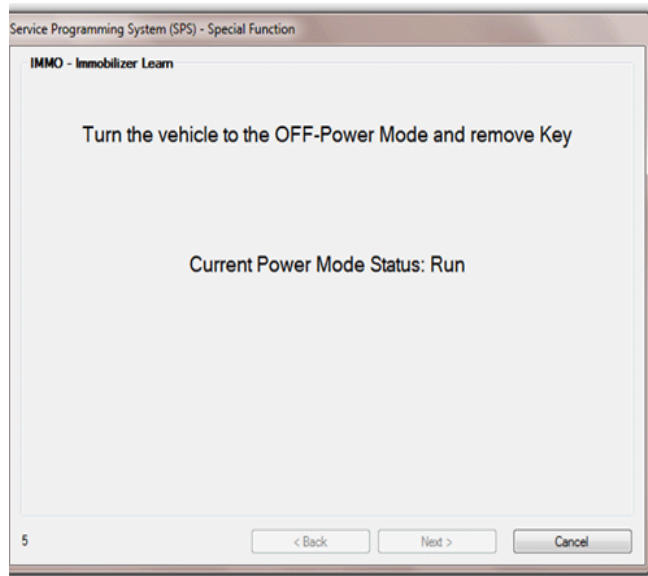 Service Programming System (SPS) - Special Function
IMMO - Immobilizer Learn
Turn the vehicle to the OFF-Power Mode and remove Key
Current Power Mode Status: Run
5
< Back
Next >
Cancel